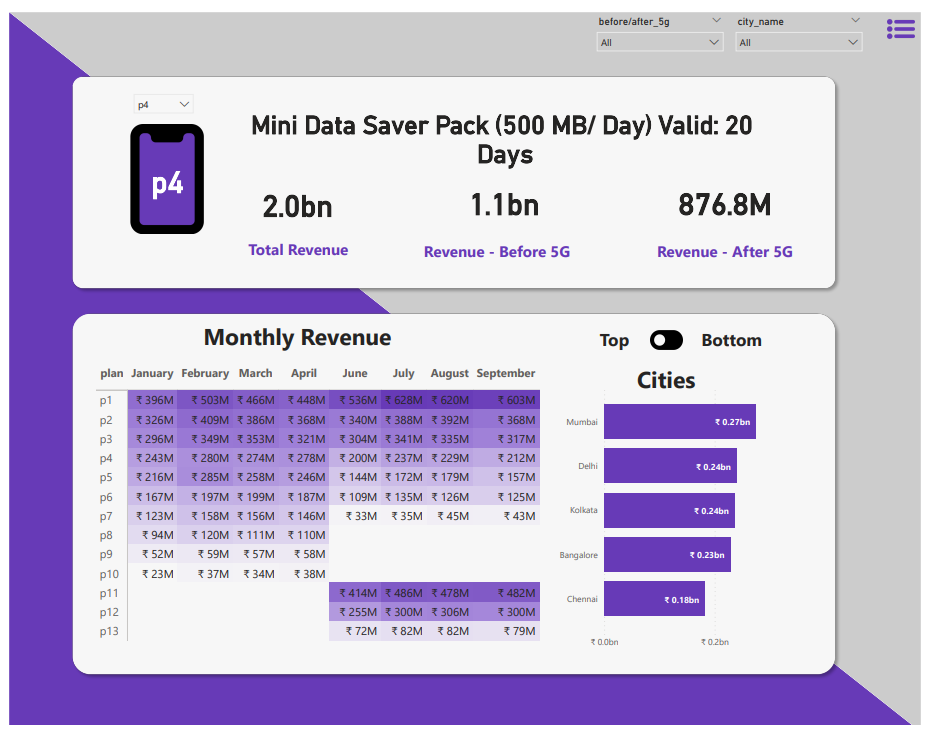 before/after_5g city_name
All All
p4
Mini Data Saver Pack (500 MB/ Day) Valid: 20
Days
p4
2.0bn 1.1bn 876.8M
Total Revenue Revenue - Before 5G Revenue - After 5G
Monthly Revenue
plan January February March April June July August September
p1 ₹ 396M ₹ 503M ₹ 466M ₹ 448M ₹ 536M ₹ 628M ₹ 620M ₹ 603M
p2 ₹ 326M ₹ 409M ₹ 386M ₹ 368M ₹ 340M ₹ 388M ₹ 392M ₹ 368M
p3 ₹ 296M ₹ 349M ₹ 353M ₹ 321M ₹ 304M ₹ 341M ₹ 335M ₹ 317M
p4 ₹ 243M ₹ 280M ₹ 274M ₹ 278M ₹ 200M ₹ 237M ₹ 229M ₹ 212M
p5 ₹ 216M ₹ 285M ₹ 258M ₹ 246M ₹ 144M ₹ 172M ₹ 179M ₹ 157M
p6 ₹ 167M ₹ 197M ₹ 199M ₹ 187M ₹ 109M ₹ 135M ₹ 126M ₹ 125M
p7 ₹ 123M ₹ 158M ₹ 156M ₹ 146M ₹ 33M ₹ 35M ₹ 45M ₹ 43M
p8 ₹ 94M ₹ 120M ₹ 111M ₹ 110M
p9 ₹ 52M ₹ 59M ₹ 57M ₹ 58M
p10 ₹ 23M ₹ 37M ₹ 34M ₹ 38M
p11 ₹ 414M ₹ 486M ₹ 478M ₹ 482M
p12 ₹ 255M ₹ 300M ₹ 306M ₹ 300M
p13 ₹ 72M ₹ 82M ₹ 82M ₹ 79M
Top Bottom
Cities
Mumbai ₹ 0.27bn
Delhi ₹ 0.24bn
Kolkata ₹ 0.24bn
Bangalore ₹ 0.23bn
Chennai ₹ 0.18bn
₹ 0.0bn ₹ 0.2bn